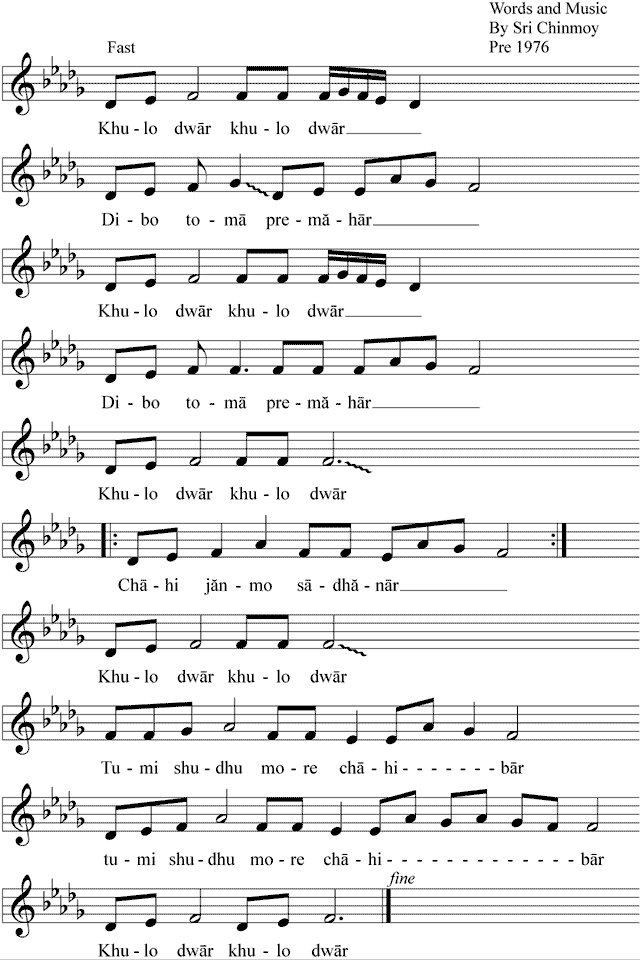 Words and Music
By Sri Chinmoy
Fast Pre 1976
Khu - lo dwār khu - lo dwār
Di - bo to - mā pre - mă - hār
Khu - lo dwār khu - lo dwār
Di - bo to - mā pre - mă - hār
Khu - lo dwār khu - lo dwār
Chā - hi jăn - mo sā - dhă - nār
Khu - lo dwār khu - lo dwār
Tu - mi shu - dhu mo - re chā - hi - - - - - - - bār
tu - mi shu - dhu mo - re chā - hi - - - - - - - - - - - - - - bār
fine
Khu - lo dwār khu - lo dwār